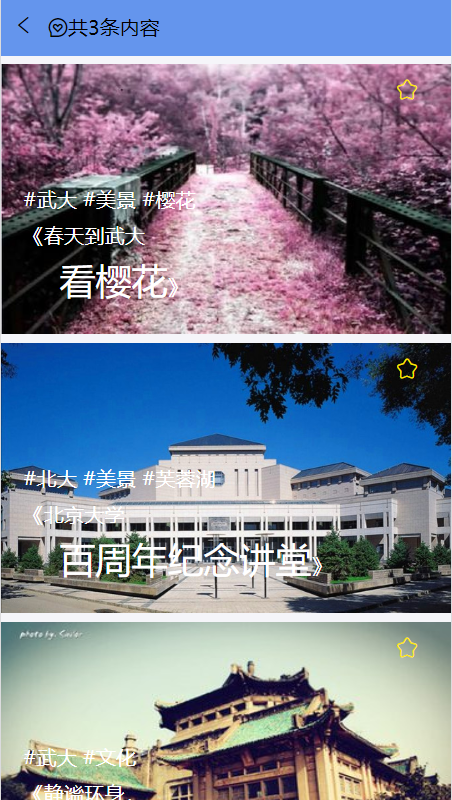 共3条内容
#武大 #美景 #樱花
《春天到武大
看樱花》
#北大 #美景 #芙蓉湖
《北京大学
百周年纪念讲堂》
photo by. Color
#武大 #文化
《静谧环身,